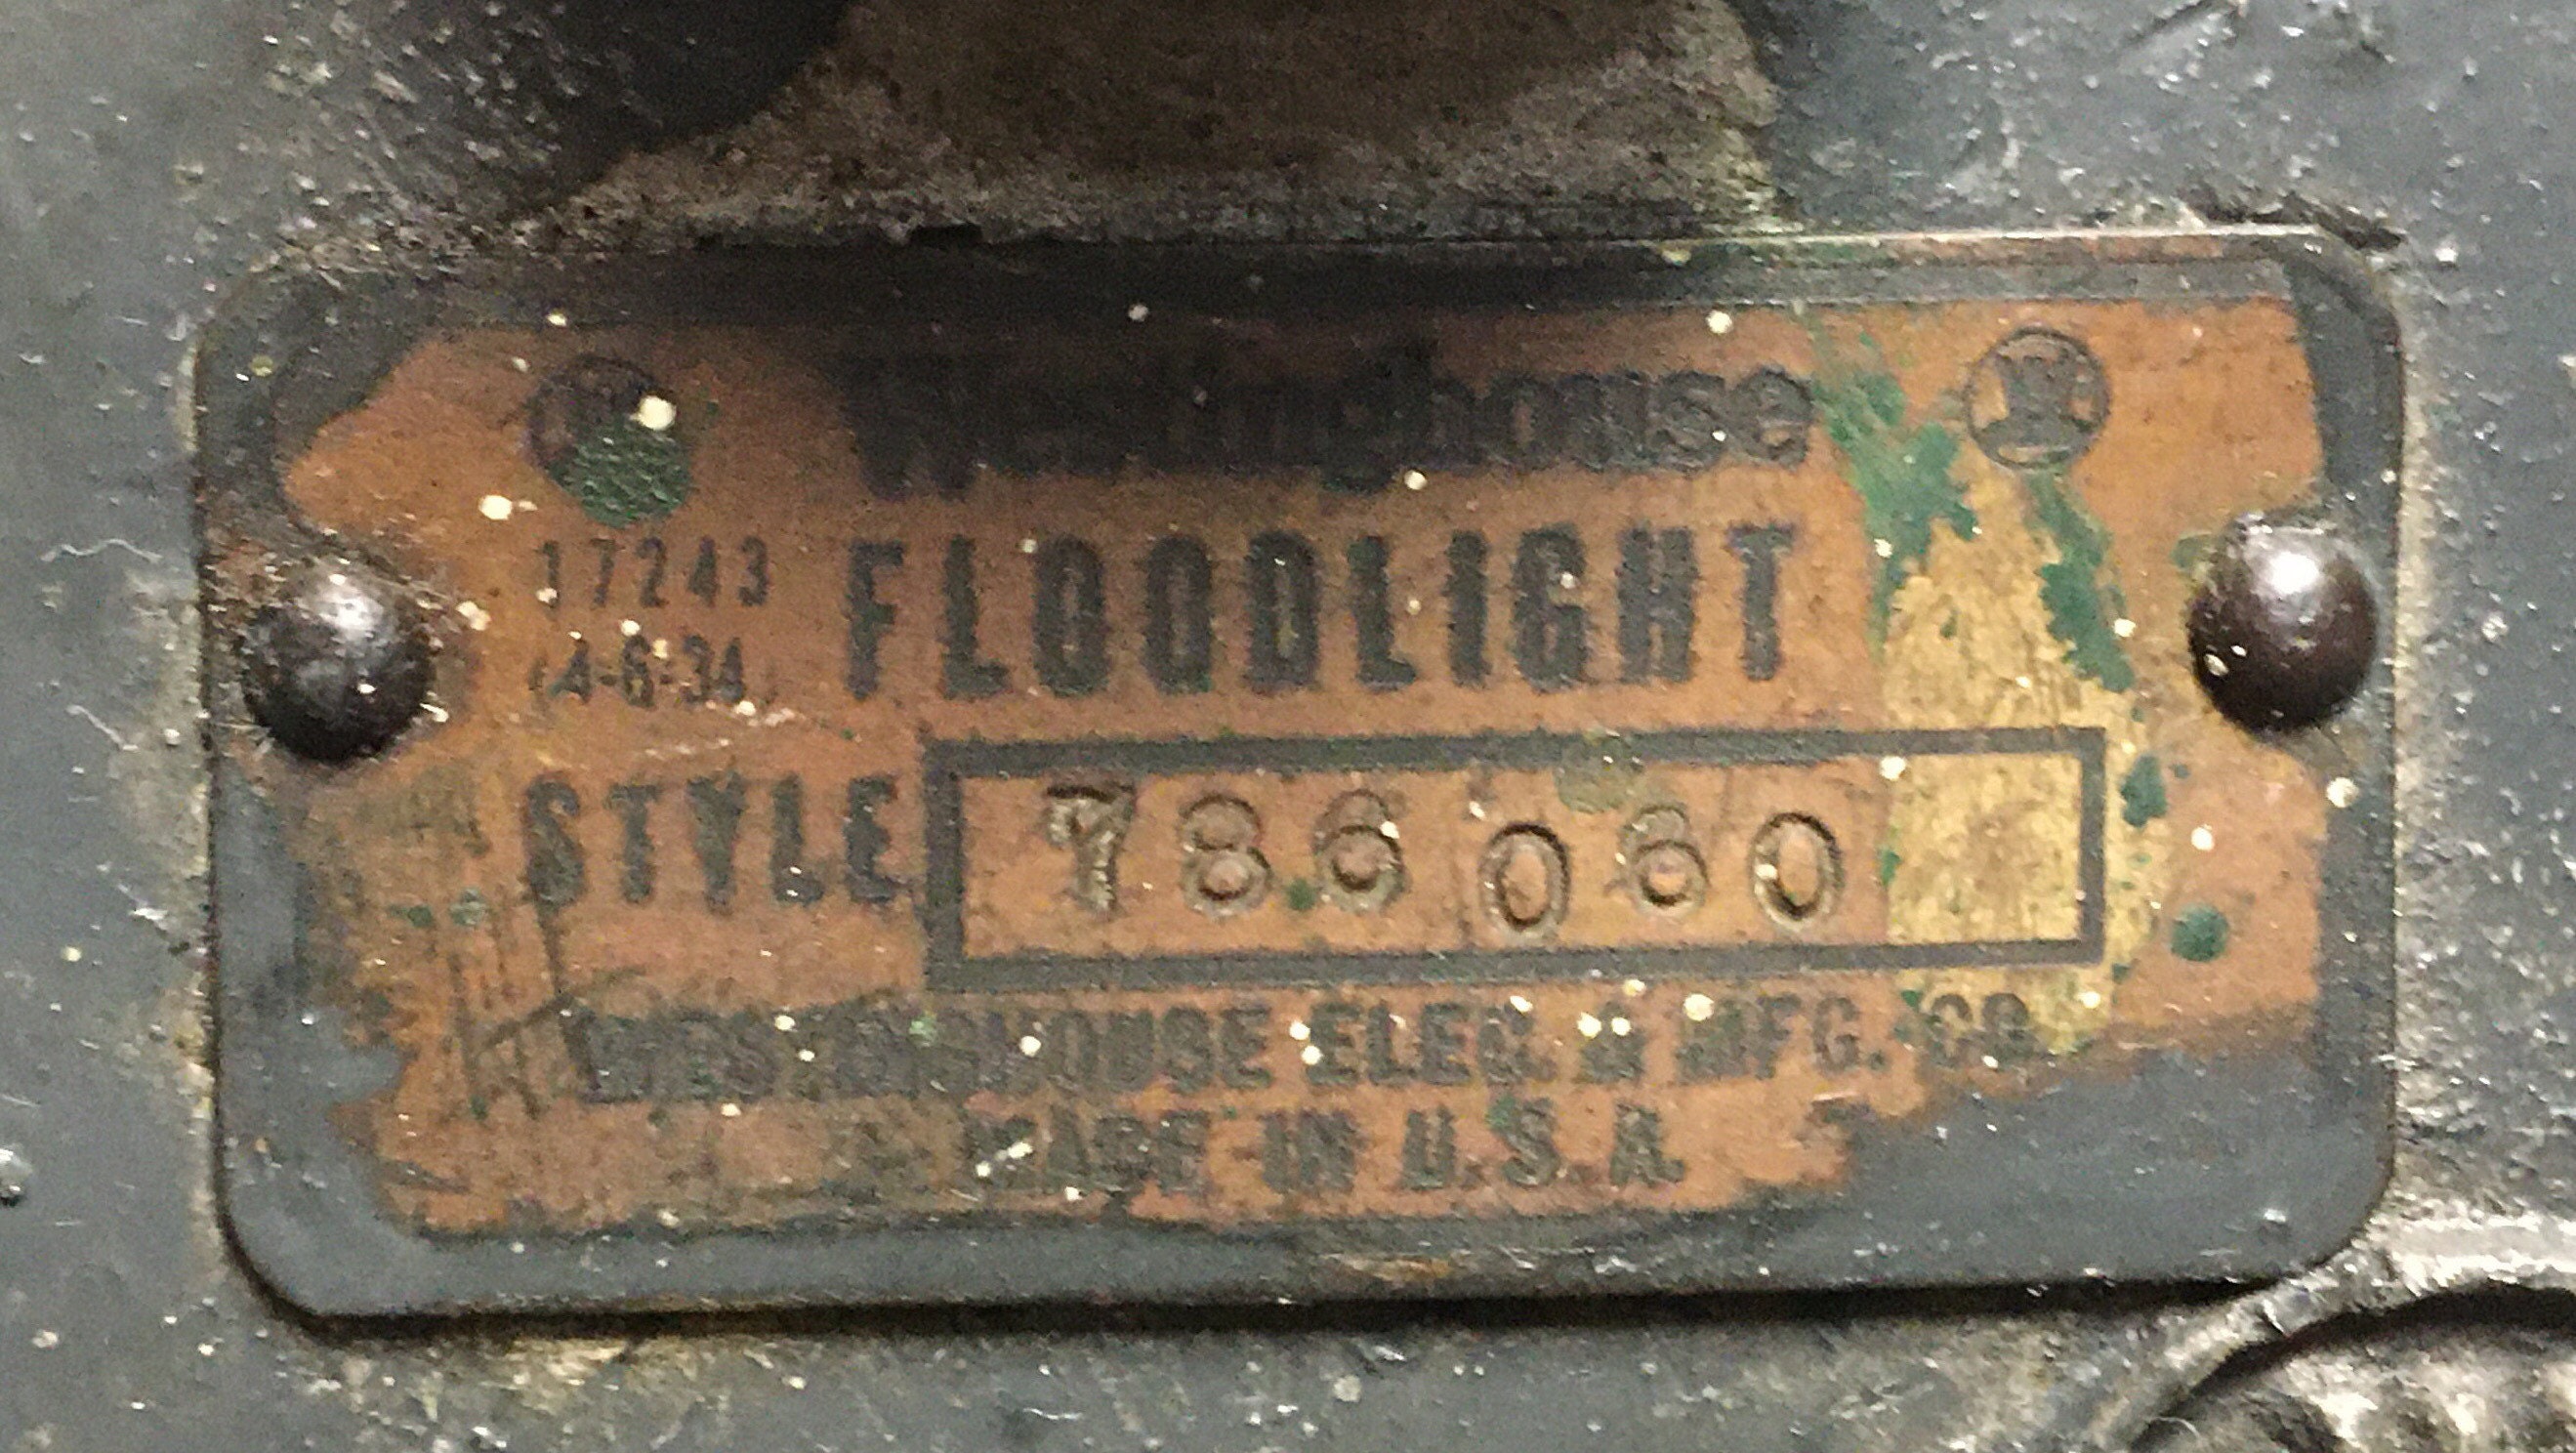 Westinghouse
17243 FLOODLIGHT
(4-6-34)
STYLE 786080
WESTINGHOUSE ELEC. & MFG. CO.
MADE IN U.S.A.